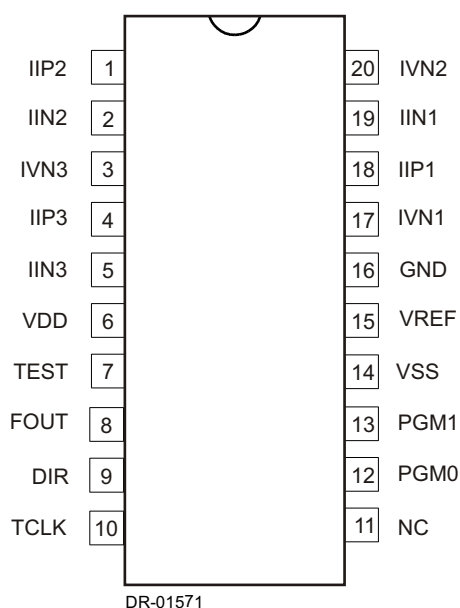 IIP2 1 20 IVN2
IIN2 2 19 IIN1
IVN3 3 18 IIP1
IIP3 4 17 IVN1
IIN3 5 16 GND
VDD 6 15 VREF
TEST 7 14 VSS
FOUT 8 13 PGM1
DIR 9 12 PGM0
TCLK 10 11 NC
DR-01571